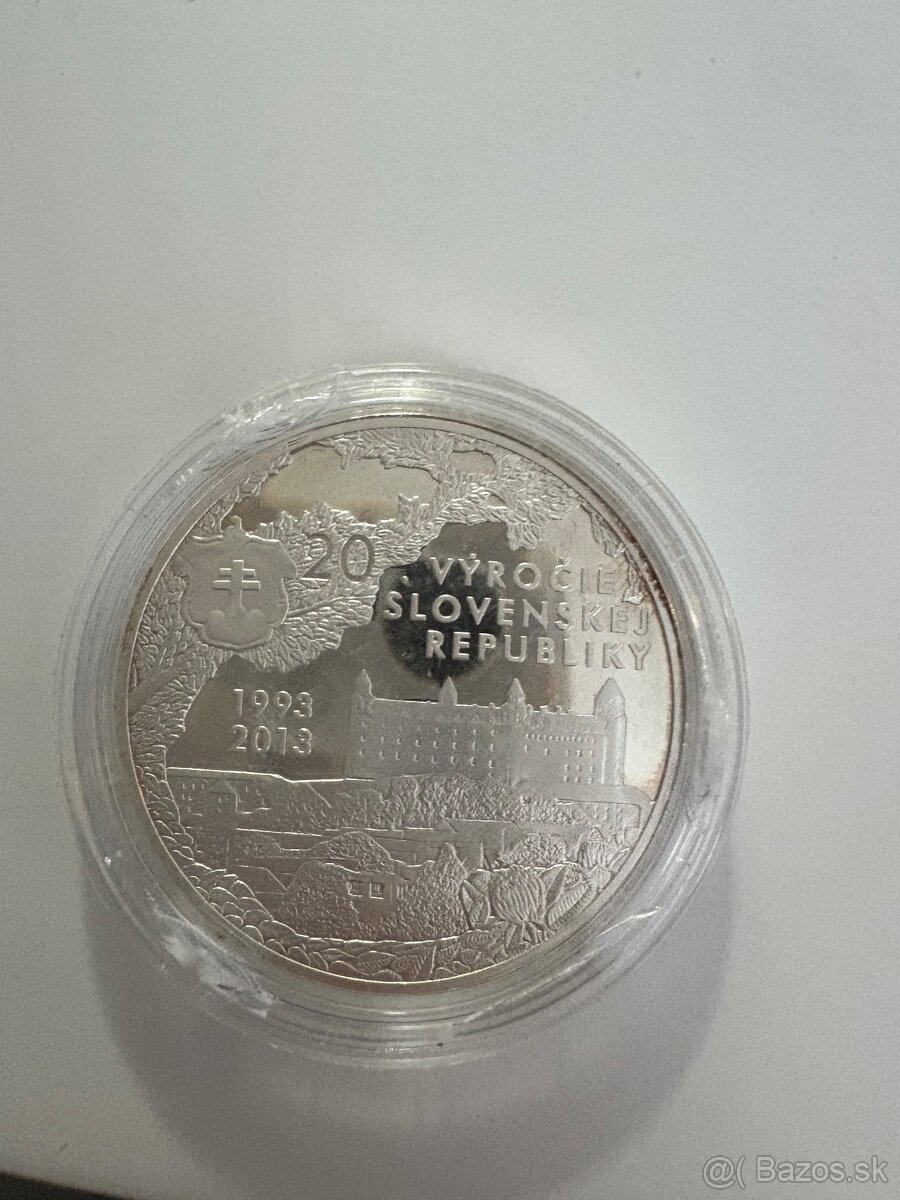 20. VÝROČIE
SLOVENSKEJ
REPUBLIKY
1993
2013
@( Bazos.sk